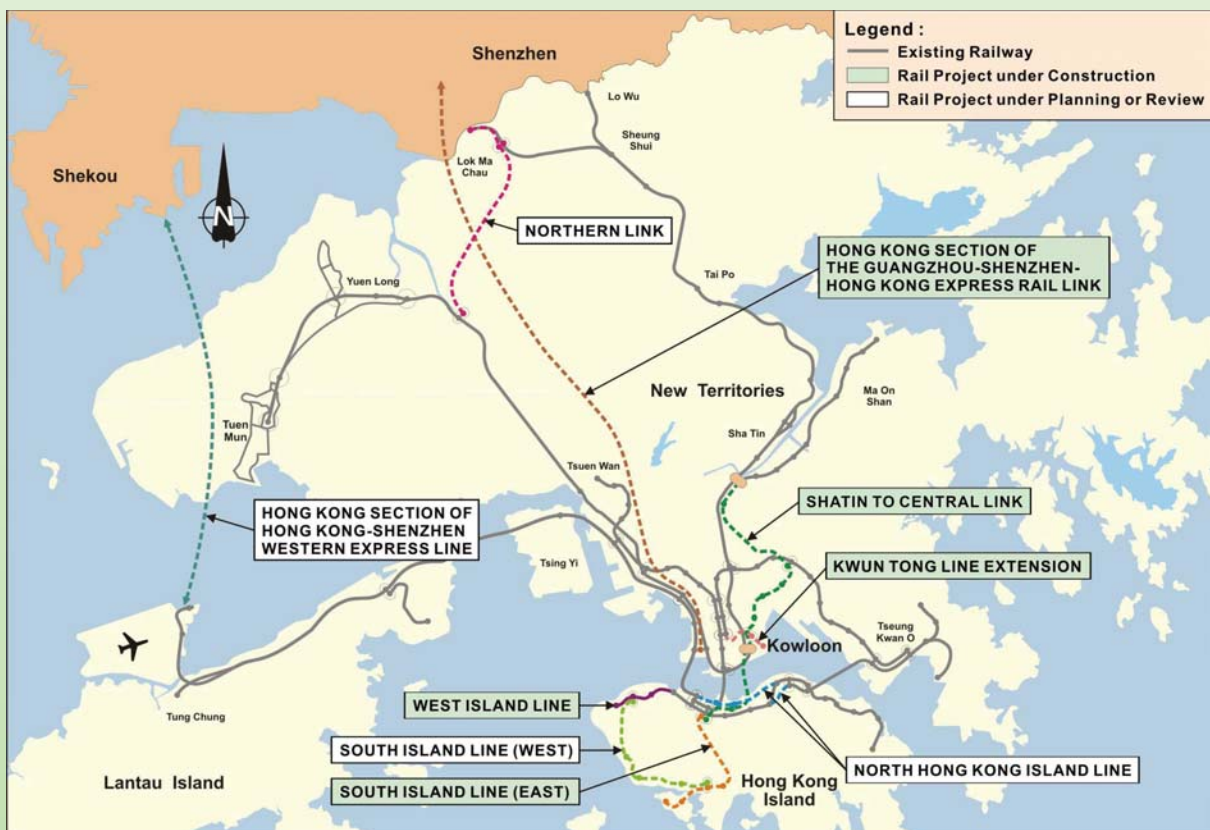 Legend :
Existing Railway
Rail Project under Construction
Rail Project under Planning or Review
Shenzhen
Lo Wu
Sheung
Shui
Lok Ma
Chau
Shekou
N
NORTHERN LINK
HONG KONG SECTION OF
THE GUANGZHOU-SHENZHEN-
HONG KONG EXPRESS RAIL LINK
Tai Po
Yuen Long
New Territories
Ma On
Shan
Tuen
Mun
Sha Tin
Tsuen Wan
SHATIN TO CENTRAL LINK
HONG KONG SECTION OF
HONG KONG-SHENZHEN
WESTERN EXPRESS LINE
Tsing Yi
KWUN TONG LINE EXTENSION
Tseung
Kwan O
Kowloon
WEST ISLAND LINE
Tung Chung
SOUTH ISLAND LINE (WEST)
NORTH HONG KONG ISLAND LINE
Lantau Island
SOUTH ISLAND LINE (EAST)
Hong Kong
Island